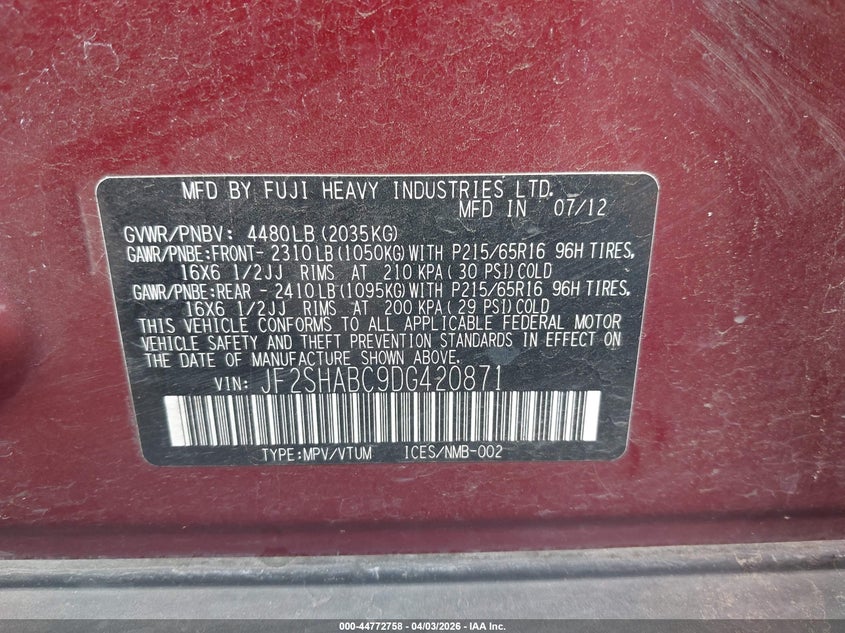 MFD BY FUJI HEAVY INDUSTRIES LTD.
MFD IN 07/12
GVWR/PNBV: 4480LB(2035KG)
GAWR/PNBE:FRONT- 2310LB(1050KG)WITH P215/65R16 96H TIRES,
16X6 1/2JJ RIMS AT 210 KPA(30 PSI)COLD
GAWR/PNBE:REAR - 2410LB(1095KG)WITH P215/65R16 96H TIRES,
16X6 1/2JJ RIMS AT 200 KPA(29 PSI)COLD
THIS VEHICLE CONFORMS TO ALL APPLICABLE FEDERAL MOTOR
VEHICLE SAFETY AND THEFT PREVENTION STANDARDS IN EFFECT ON
THE DATE OF MANUFACTURE SHOWN ABOVE.
VIN: JF2SHABC9DG420871
TYPE:MPV/VTUM ICES/NMB-002
000-44772758 - 04/03/2026 - IAA Inc.